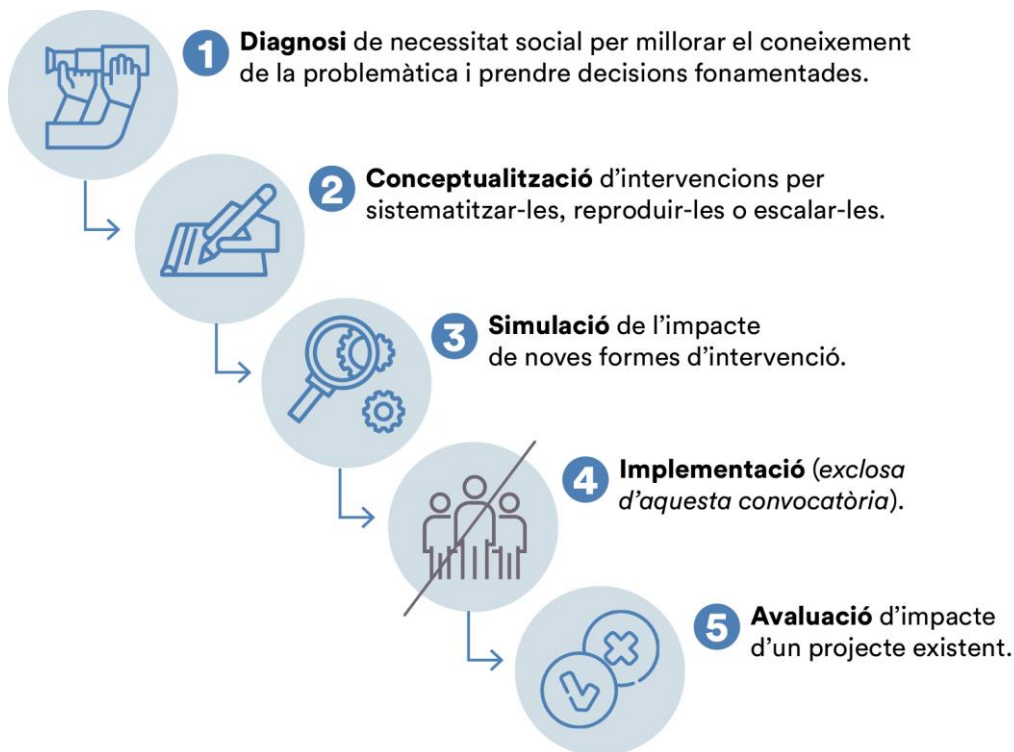 1 Diagnosi de necessitat social per millorar el coneixement
de la problemàtica i prendre decisions fonamentades.
2 Conceptualització d’intervencions per
sistematitzar-les, reproduir-les o escalar-les.
3 Simulació de l’impacte
de noves formes d’intervenció.
4 Implementació (exclosa
d’aquesta convocatòria).
5 Avaluació d’impacte
d’un projecte existent.